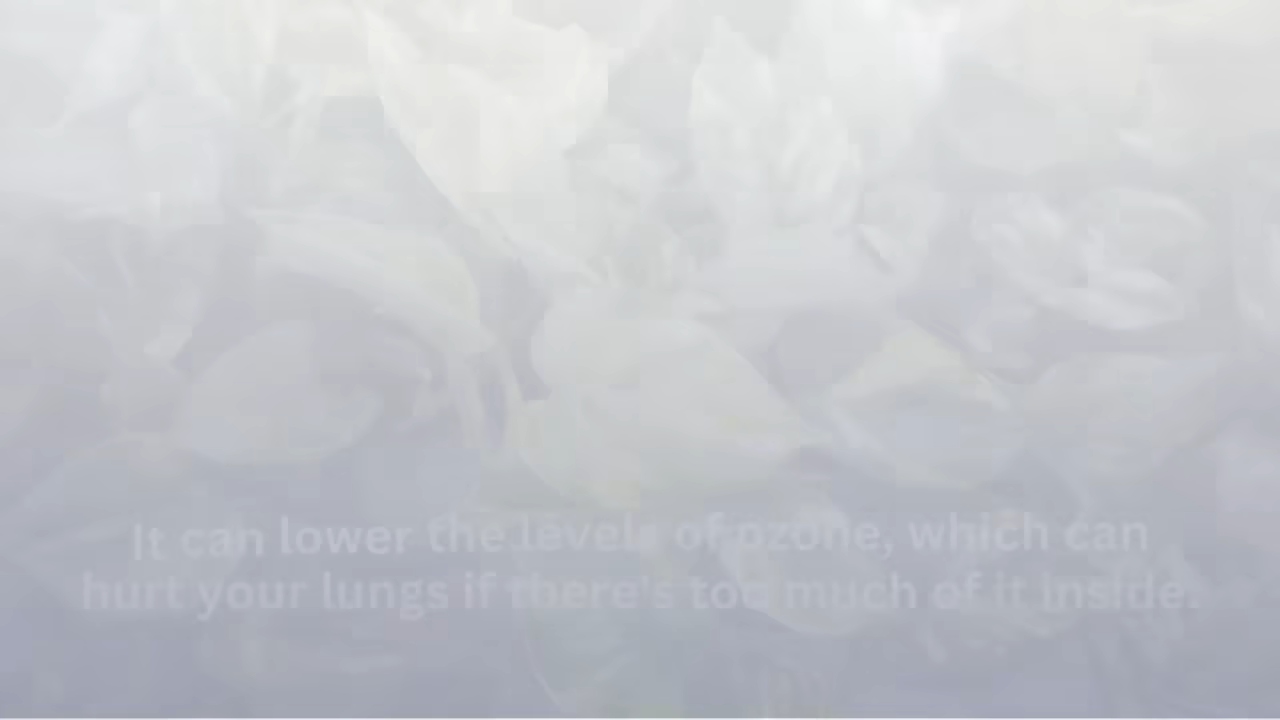 It can lower the levels of ozone, which can
hurt your lungs if there's too much of it inside.